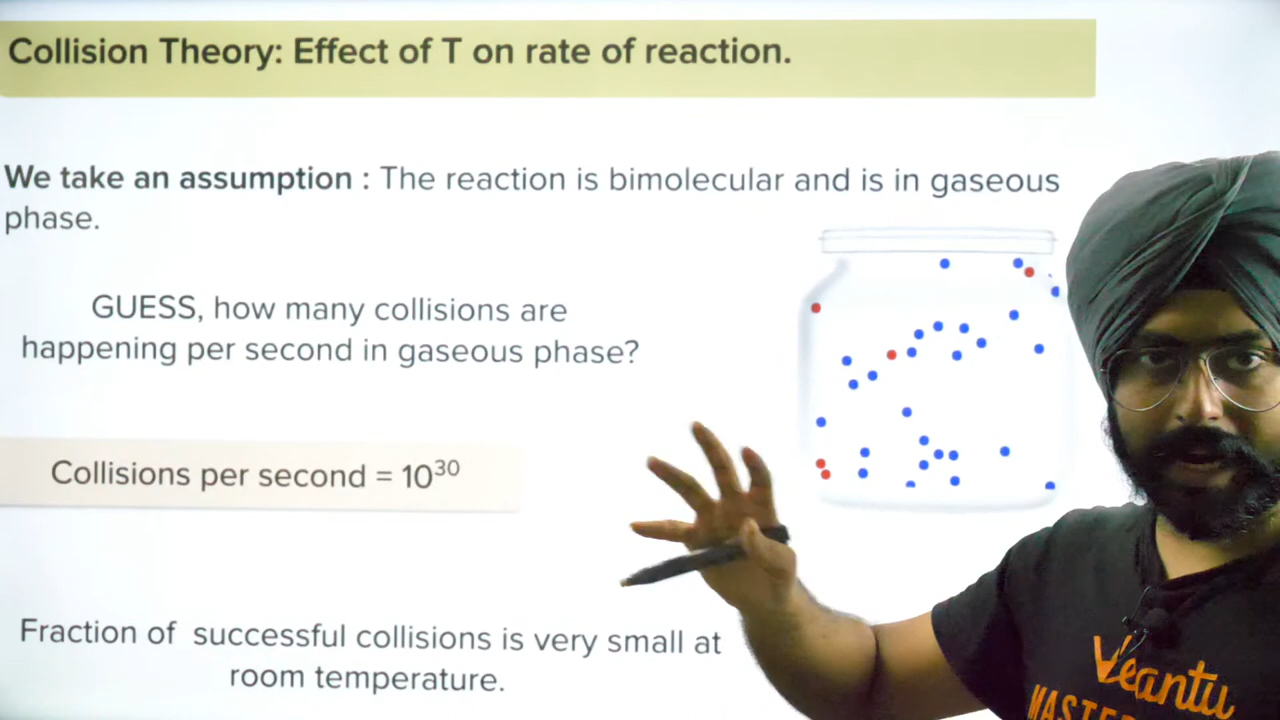 Collision Theory: Effect of T on rate of reaction.
We take an assumption : The reaction is bimolecular and is in gaseous
phase.
GUESS, how many collisions are
happening per second in gaseous phase?
Collisions per second = 10³⁰
Fraction of successful collisions is very small at
room temperature.
Vedantu